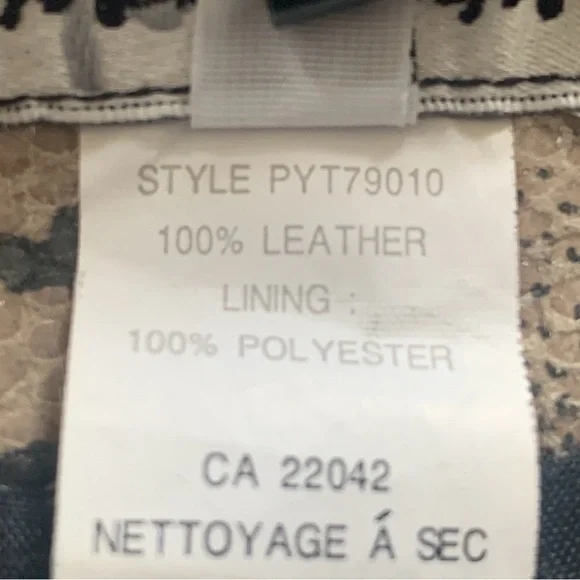 STYLE PYT79010
100% LEATHER
LINING :
100% POLYESTER
CA 22042
NETTOYAGE Á SEC